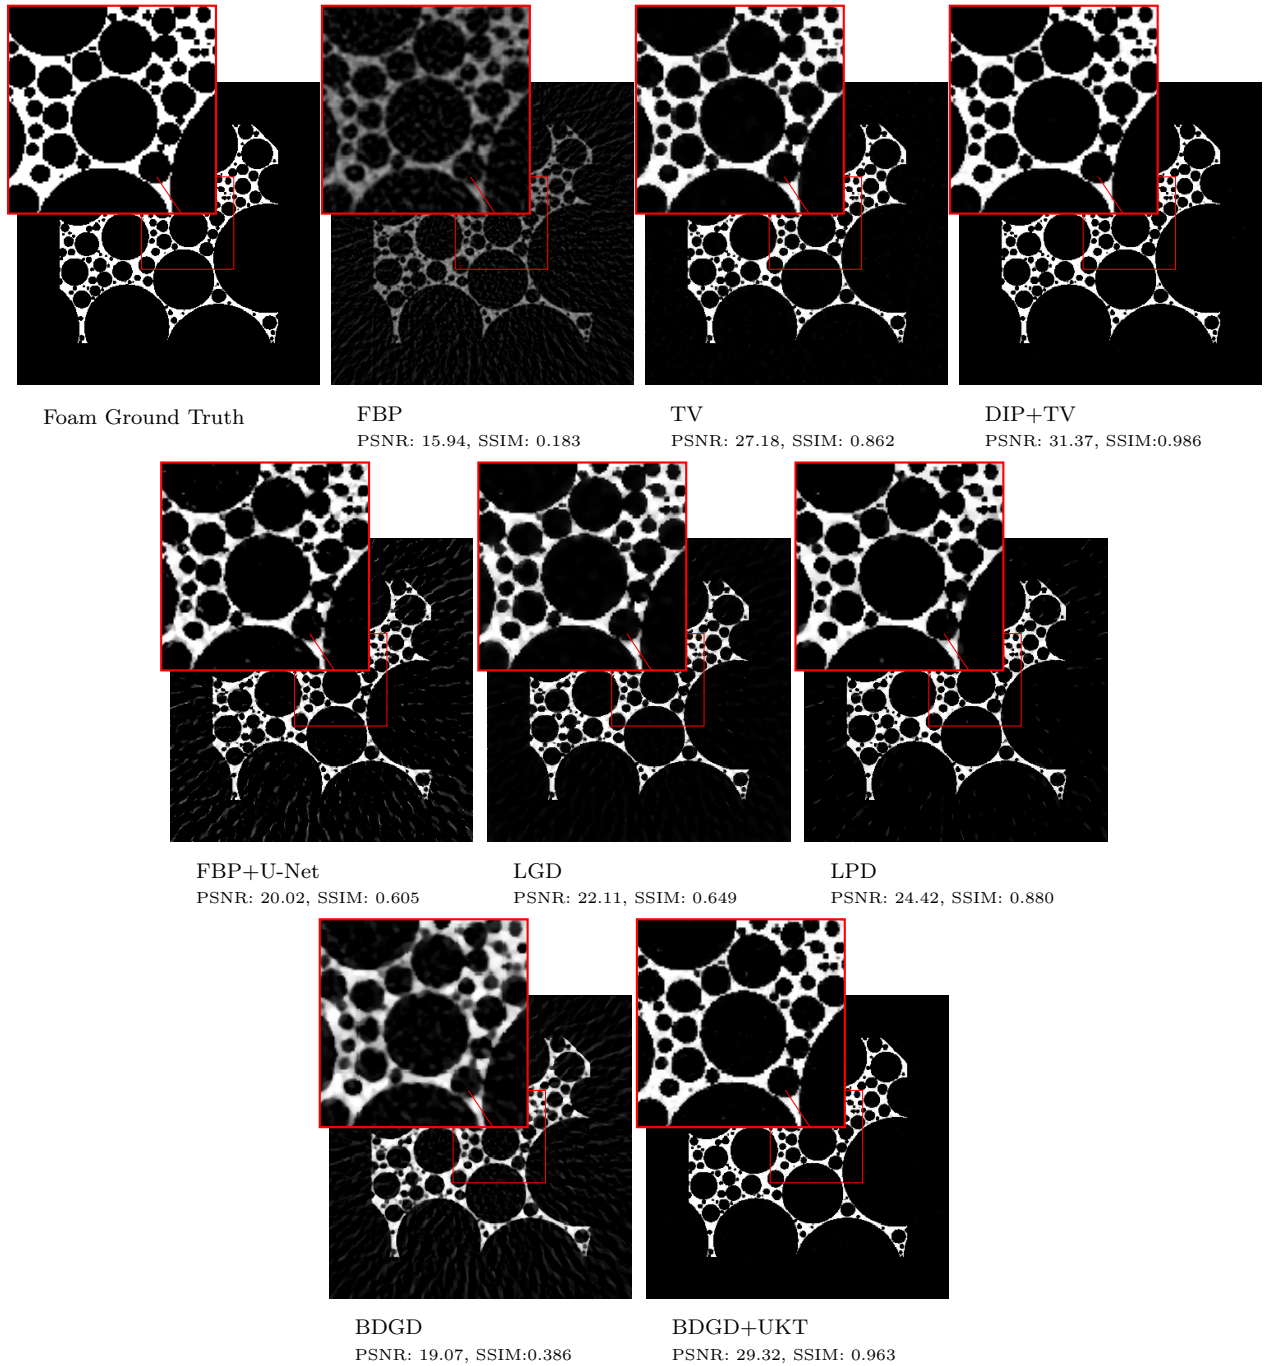 Foam Ground Truth
FBP
PSNR: 15.94, SSIM: 0.183
TV
PSNR: 27.18, SSIM: 0.862
DIP+TV
PSNR: 31.37, SSIM:0.986
FBP+U-Net
PSNR: 20.02, SSIM: 0.605
LGD
PSNR: 22.11, SSIM: 0.649
LPD
PSNR: 24.42, SSIM: 0.880
BDGD
PSNR: 19.07, SSIM:0.386
BDGD+UKT
PSNR: 29.32, SSIM: 0.963